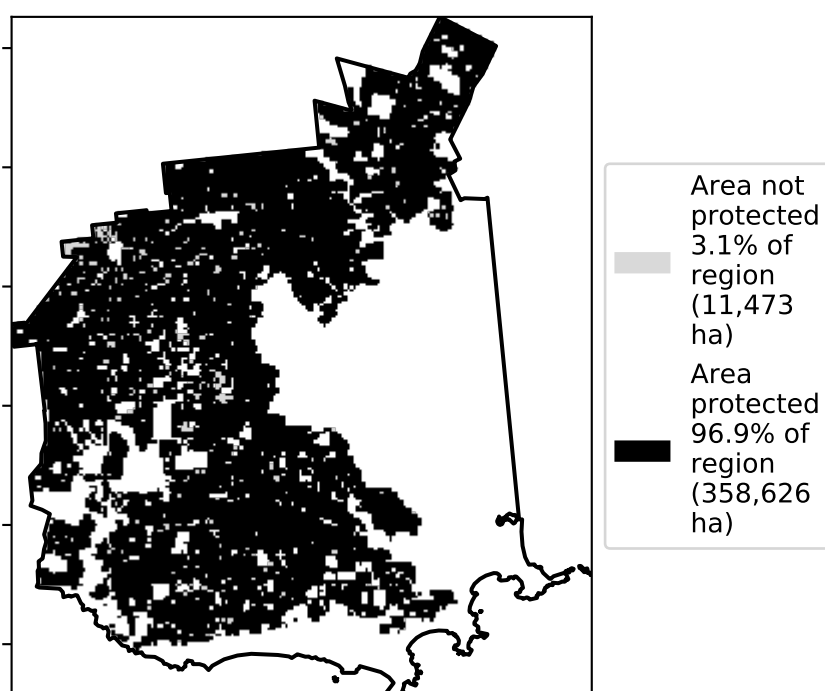 Area not
protected
3.1% of
region
(11,473
ha)
Area
protected
96.9% of
region
(358,626
ha)